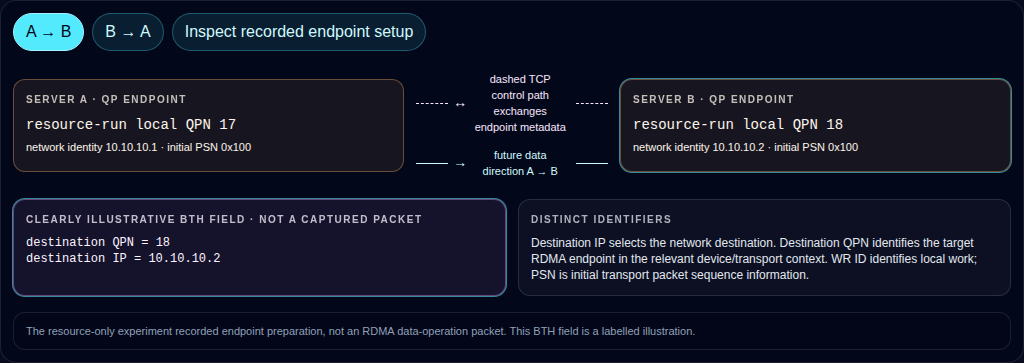 A → B
B → A
Inspect recorded endpoint setup
SERVER A · QP ENDPOINT
resource-run local QPN 17
network identity 10.10.10.1 · initial PSN 0x100
dashed TCP
control path
↔
exchanges
endpoint metadata
→
future data
direction A → B
SERVER B · QP ENDPOINT
resource-run local QPN 18
network identity 10.10.10.2 · initial PSN 0x100
CLEARLY ILLUSTRATIVE BTH FIELD · NOT A CAPTURED PACKET
destination QPN = 18
destination IP = 10.10.10.2
DISTINCT IDENTIFIERS
Destination IP selects the network destination. Destination QPN identifies the target
RDMA endpoint in the relevant device/transport context. WR ID identifies local work;
PSN is initial transport packet sequence information.
The resource-only experiment recorded endpoint preparation, not an RDMA data-operation packet. This BTH field is a labelled illustration.